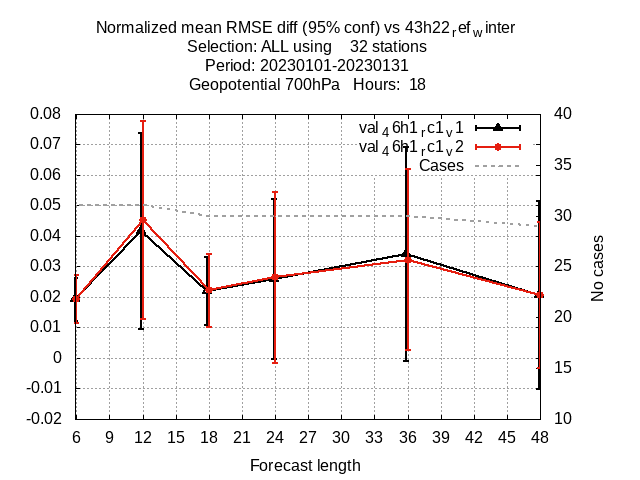 Normalized mean RMSE diff (95% conf) vs 43h22refwinter
Selection: ALL using 32 stations
Period: 20230101-20230131
Geopotential 700hPa Hours: 18
val46h1rc1v1
val46h1rc1v2
Cases
0.08
0.07
0.06
0.05
0.04
0.03
0.02
0.01
0
-0.01
-0.02
40
35
30
25
20
15
10
No cases
6 9 12 15 18 21 24 27 30 33 36 39 42 45 48
Forecast length